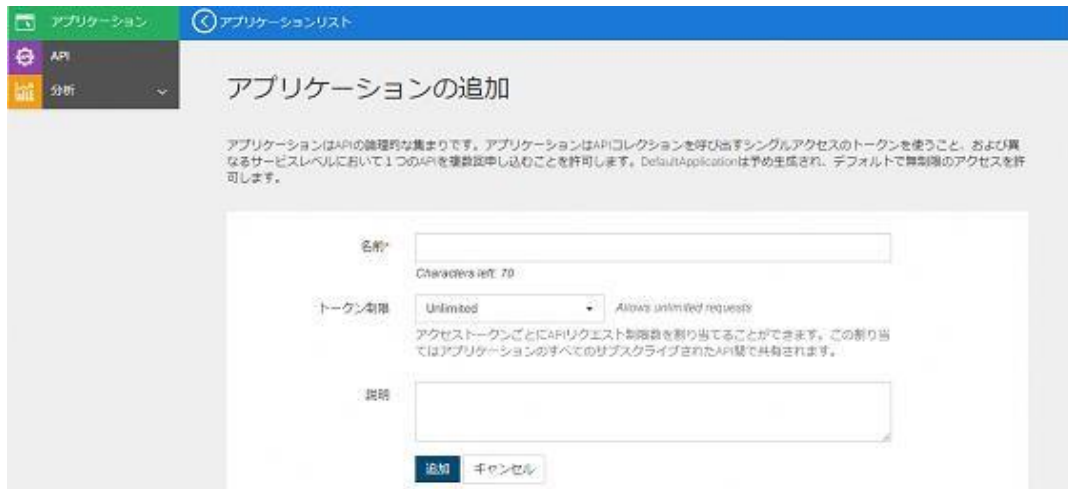 アプリケーション
アプリケーションリスト
API
分析
アプリケーションの追加
アプリケーションはAPIの論理的な集まりです。アプリケーションはAPIコレクションを呼び出すシングルアクセスのトークンを使うこと、および異
なるサービスレベルにおいて1つのAPIを複数回申し込むことを許可します。DefaultApplicationは予め生成され、デフォルトで無制限のアクセスを許
可します。
名前*
Characters left: 70
トークン制限
Unlimited
Allows unlimited requests
アクセストークンごとにAPIリクエスト制限数を割り当てることができます。この割り当
てはアプリケーションのすべてのサブスクライブされたAPI間で共有されます。
説明
追加
キャンセル